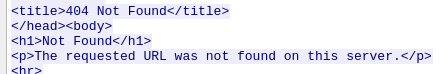 <title>404 Not Found</title>
</head><body>
<h1>Not Found</h1>
<p>The requested URL was not found on this server.</p>
<hr>